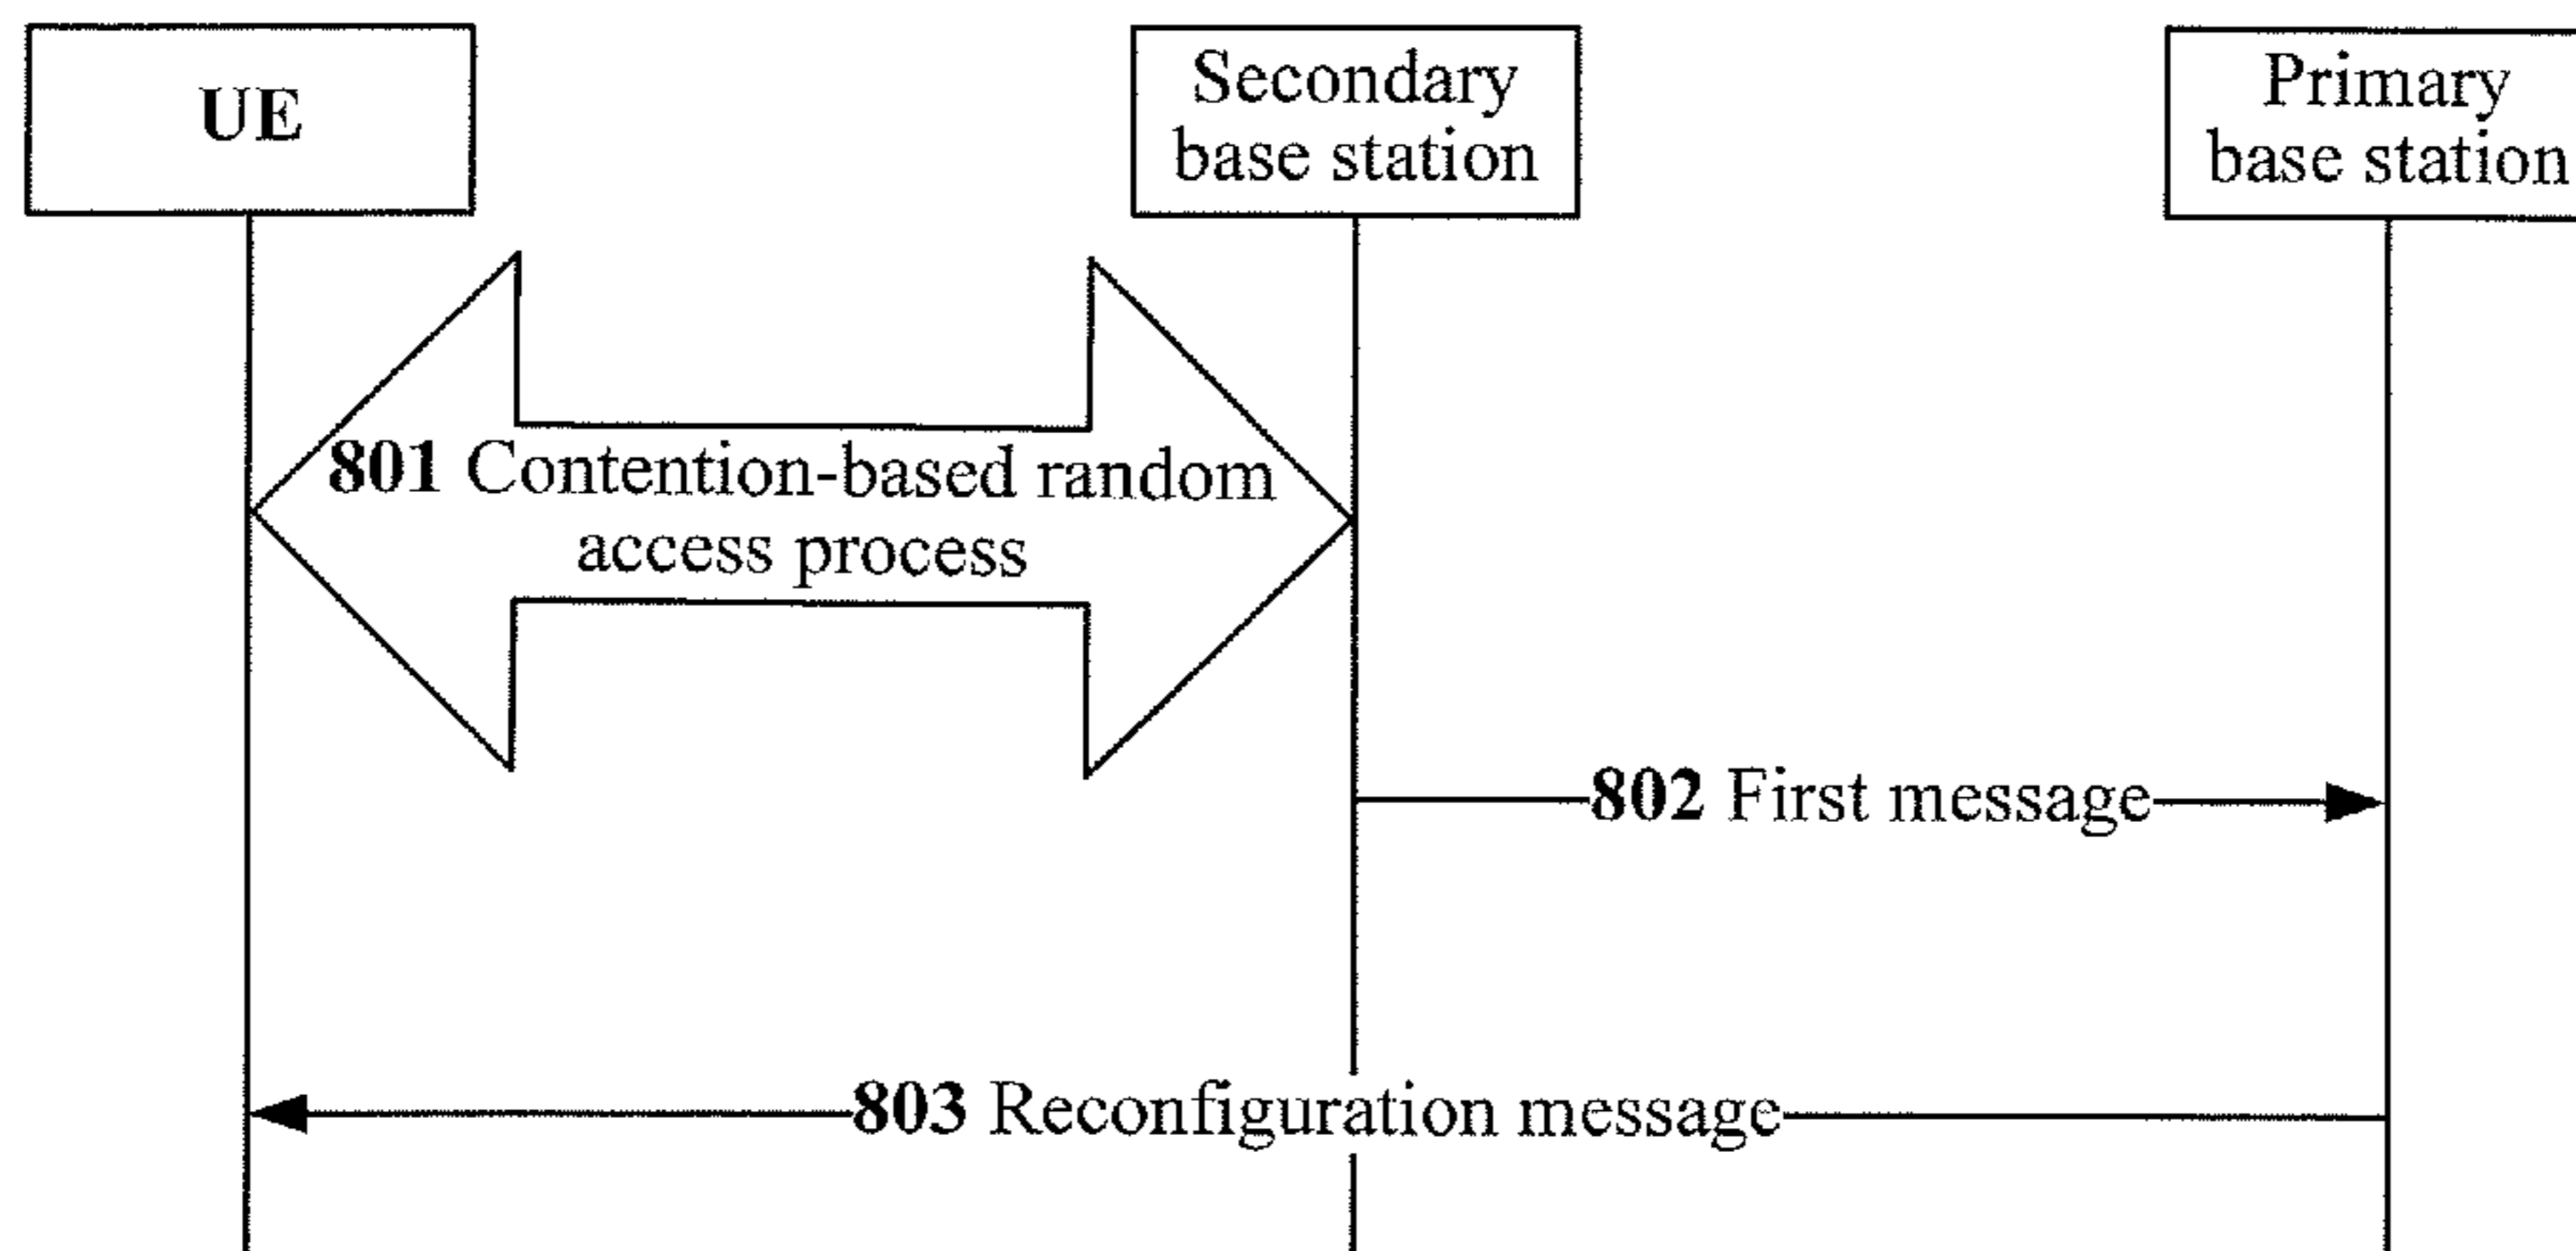 UE
Secondary
base station
Primary
base station
801 Contention-based random
access process
802 First message
803 Reconfiguration message